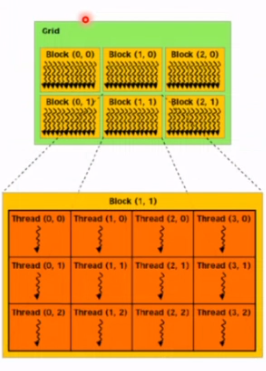 Grid
Block (0, 0) Block (1, 0) Block (2, 0)
Block (0, 1) Block (1, 1) Block (2, 1)
Block (1, 1)
Thread (0, 0) Thread (1, 0) Thread (2, 0) Thread (3, 0)
Thread (0, 1) Thread (1, 1) Thread (2, 1) Thread (3, 1)
Thread (0, 2) Thread (1, 2) Thread (2, 2) Thread (3, 2)